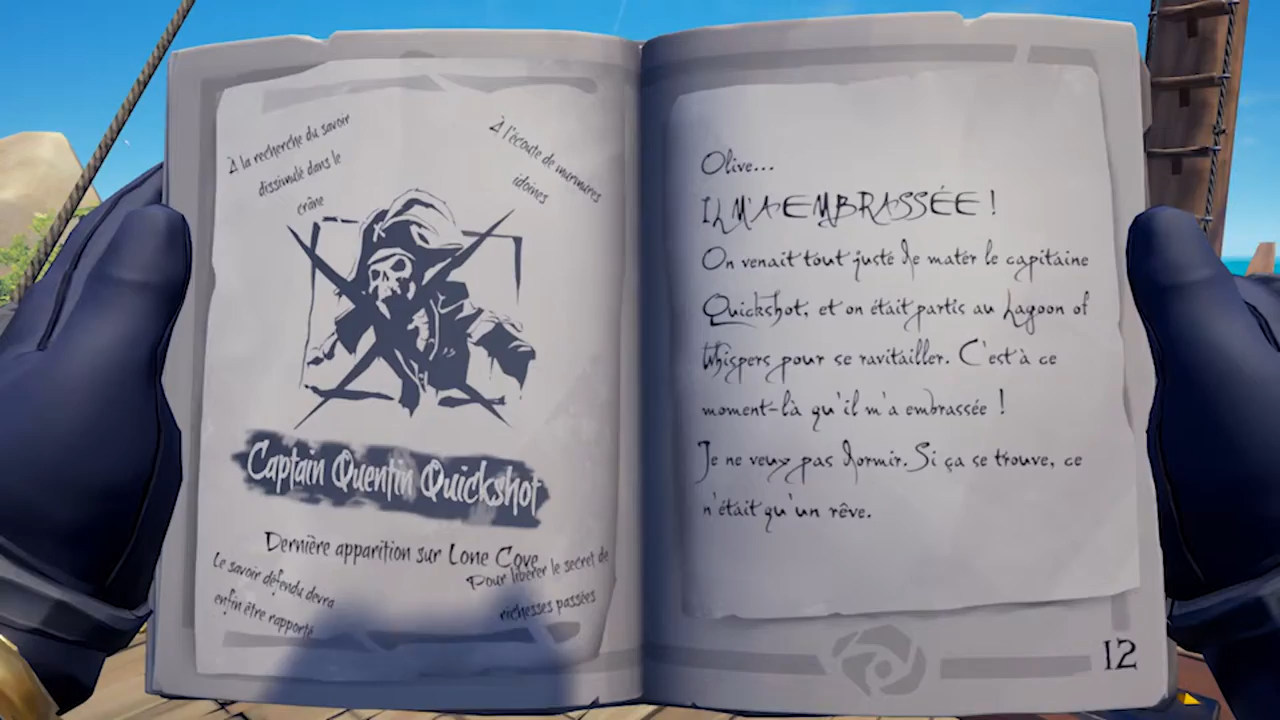 À la recherche du savoir
dissimulé dans le
crâne
À l'écoute de murmures
idoines
Captain Quentin Quickshot
Dernière apparition sur Lone Cove
Le savoir défendu devra
enfin être rapporté
Pour libérer le secret de
richesses passées
Olive...
IL M'A EMBRASSÉE !
On venait tout juste de mater le capitaine
Quickshot, et on était partis au Lagoon of
Whispers pour se ravitailler. C'est à ce
moment-là qu'il m'a embrassée !
Je ne veux pas dormir. Si ça se trouve, ce
n'était qu'un rêve.
12